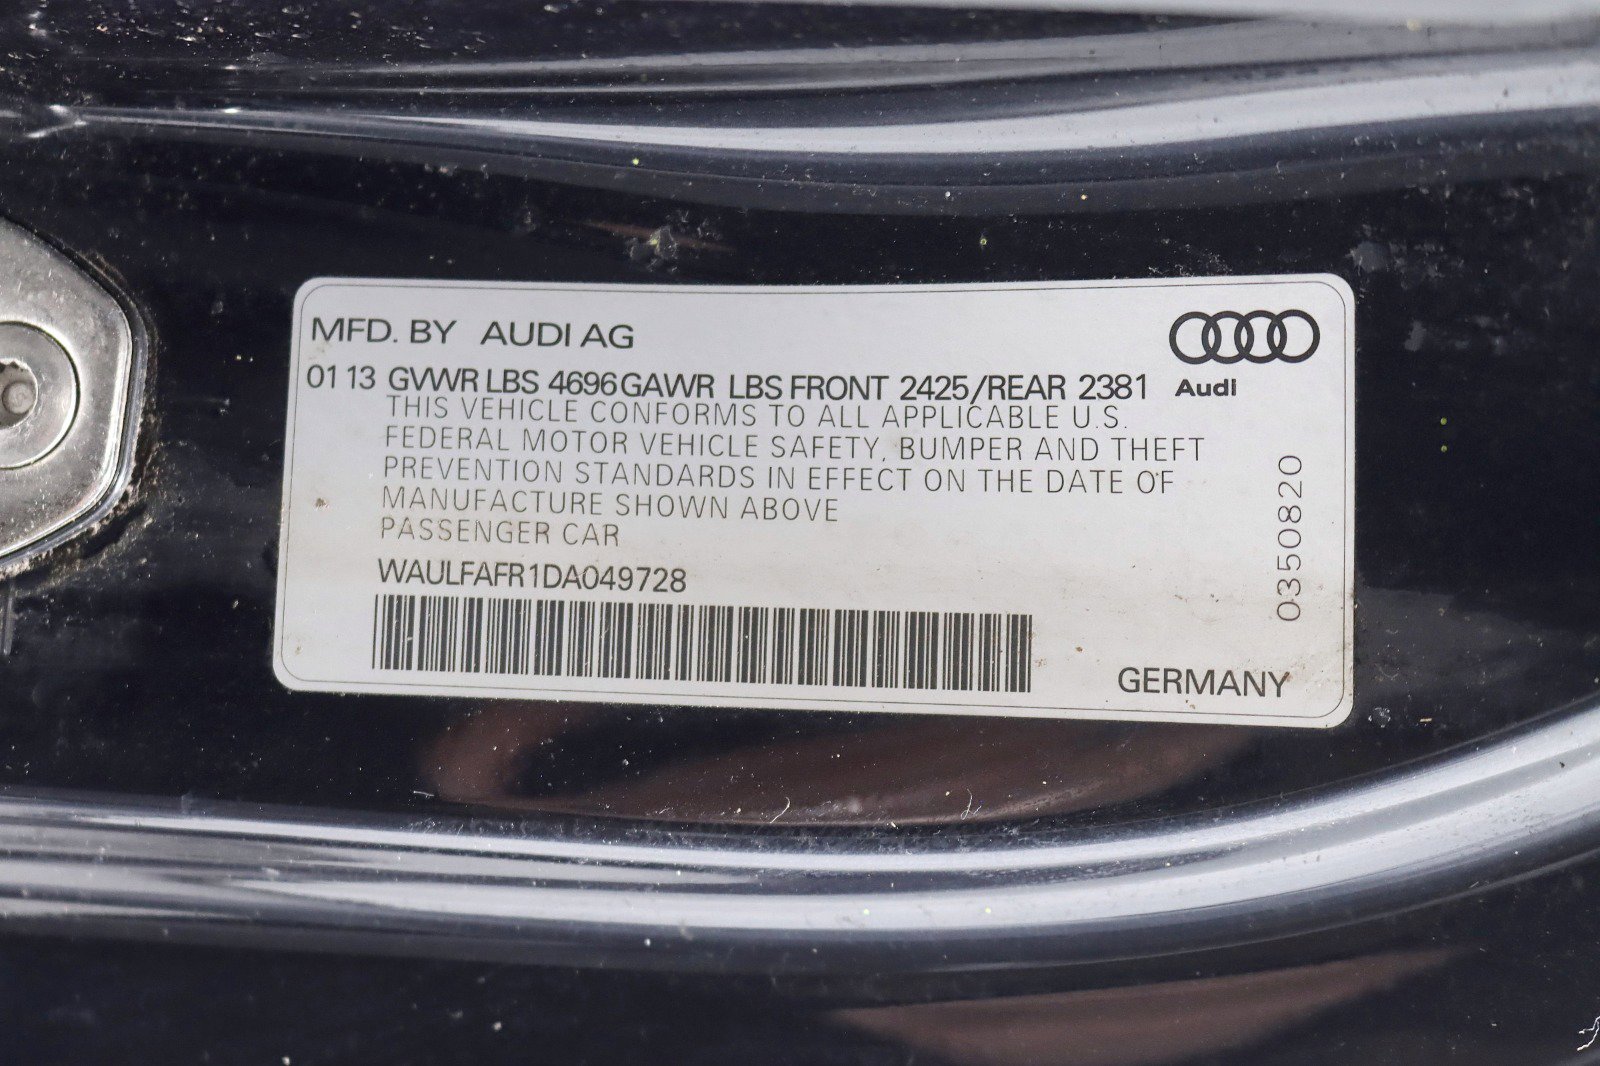 MFD. BY AUDI AG
01 13 GVWR LBS 4696 GAWR LBS FRONT 2425/REAR 2381
Audi
THIS VEHICLE CONFORMS TO ALL APPLICABLE U.S.
FEDERAL MOTOR VEHICLE SAFETY, BUMPER AND THEFT
PREVENTION STANDARDS IN EFFECT ON THE DATE OF
MANUFACTURE SHOWN ABOVE
PASSENGER CAR
WAULFAFR1DA049728
GERMANY
0350820